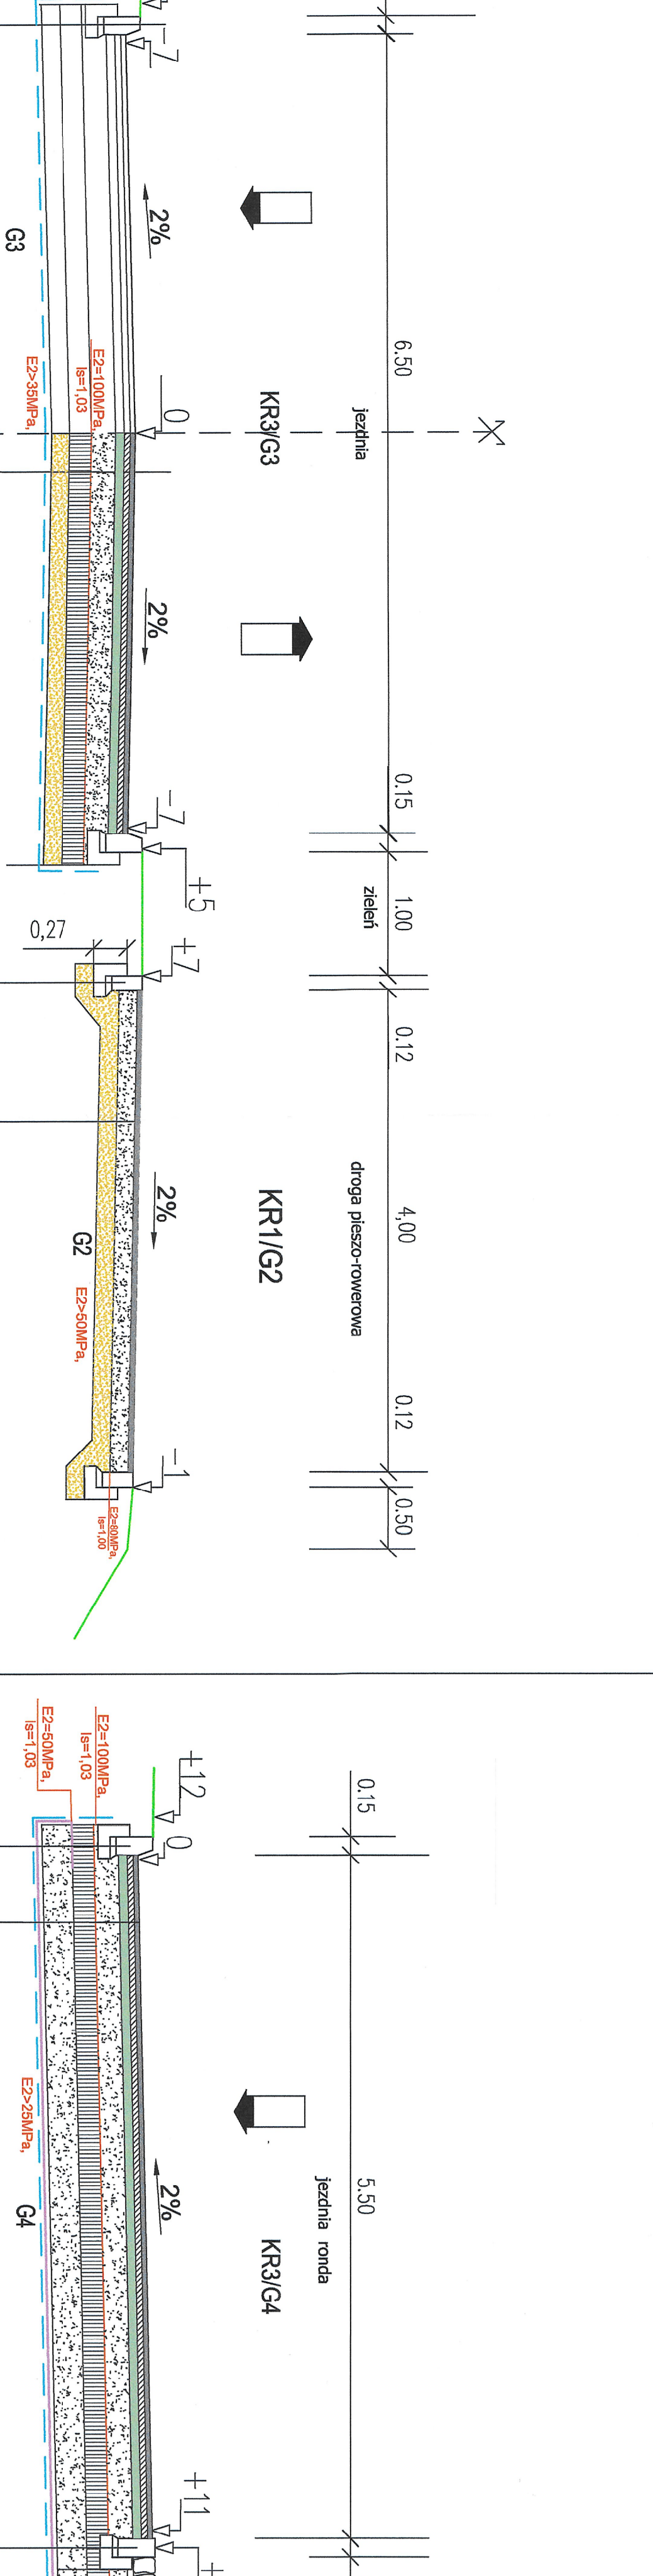 6.50
0.15
1.00
0.12
4,00
0.12
0.50
jezdnia
zieleń
droga pieszo-rowerowa
KR3/G3
KR1/G2
-7
2%
0
2%
-7
+5
+7
2%
-1
0,27
G3
E2>35MPa,
E2=100MPa,
Is=1,03
G2
E2>50MPa,
E2=80MPa,
Is=1,00
0.15
5.50
jezdnia ronda
KR3/G4
+12
0
2%
+11
+
E2=100MPa,
Is=1,03
E2=50MPa,
Is=1,03
E2>25MPa,
G4